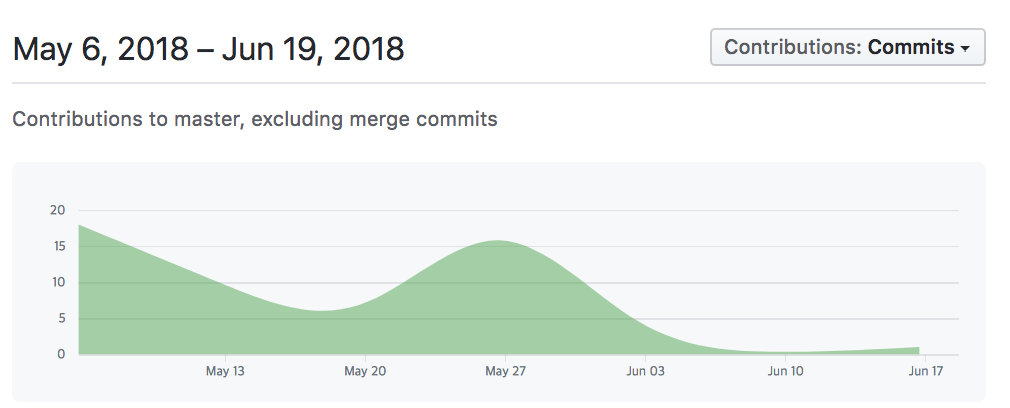 May 6, 2018 – Jun 19, 2018
Contributions: Commits
Contributions to master, excluding merge commits
20
15
10
5
0
May 13 May 20 May 27 Jun 03 Jun 10 Jun 17